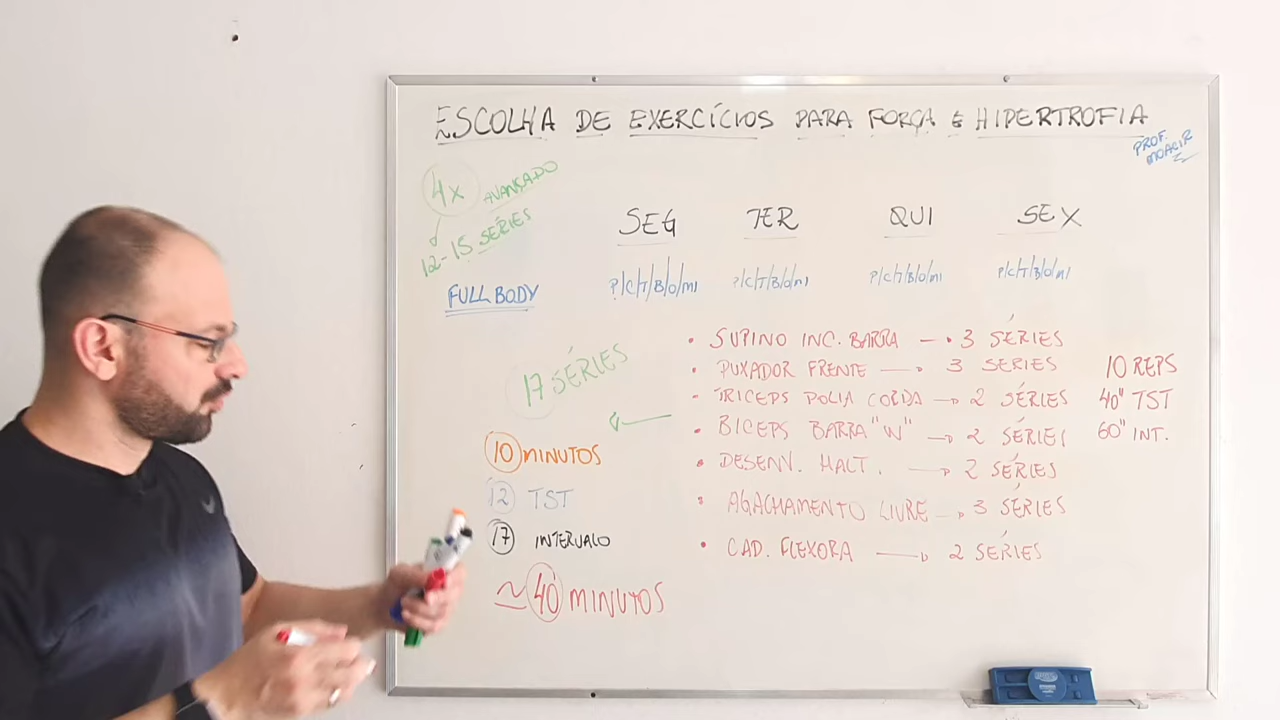 ESCOLHA DE EXERCÍCIOS PARA FORÇA E HIPERTROFIA
PROF. MOACIR
4x AVANÇADO
12-15 SÉRIES
SEG TER QUI SEX
FULL BODY
P/C/T/B/O/MI P/C/T/B/O/MI P/C/T/B/O/MI P/C/T/B/O/MI
17 SÉRIES
• SUPINO INC. BARRA → 3 SÉRIES
• PUXADOR FRENTE → 3 SÉRIES 10 REPS
• TRICEPS POLIA CORDA → 2 SÉRIES 40" TST
• BICEPS BARRA "W" → 2 SÉRIES 60" INT.
• DESENV. HALT. → 2 SÉRIES
• AGACHAMENTO LIVRE → 3 SÉRIES
• CAD. FLEXORA → 2 SÉRIES
10 MINUTOS
12 TST
17 INTERVALO
≃ 40 MINUTOS